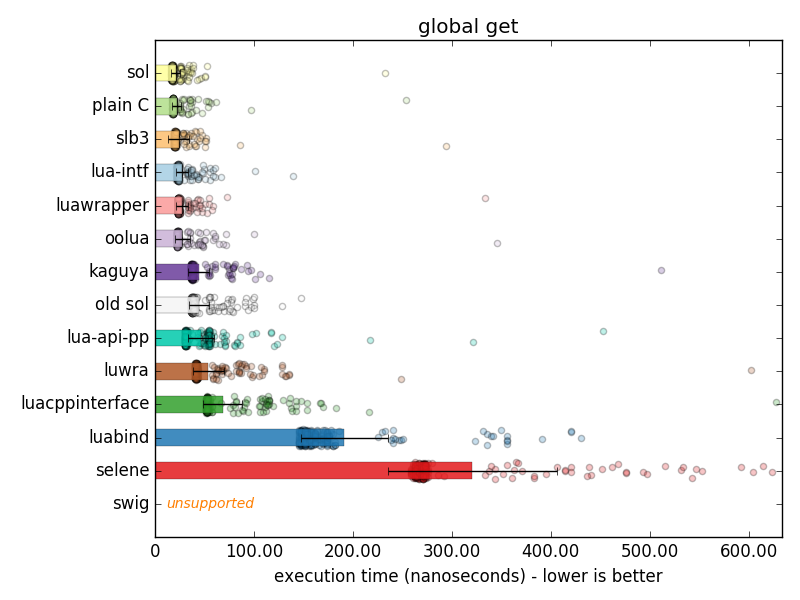 global get
sol
plain C
slb3
lua-intf
luawrapper
oolua
kaguya
old sol
lua-api-pp
luwra
luacppinterface
luabind
selene
swig unsupported
0 100.00 200.00 300.00 400.00 500.00 600.00
execution time (nanoseconds) - lower is better